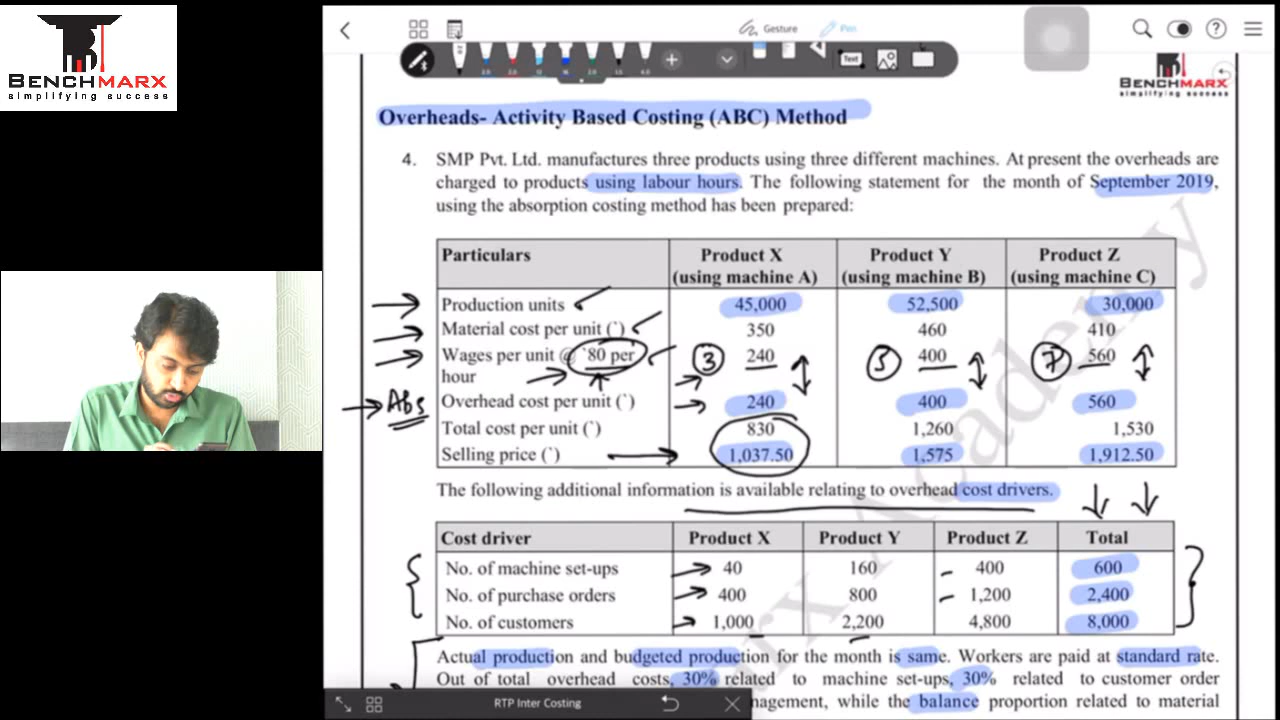 BENCHMARX
simplifying success
Gesture
Pen
Text
BENCHMARX
simplifying success
Overheads- Activity Based Costing (ABC) Method
4. SMP Pvt. Ltd. manufactures three products using three different machines. At present the overheads are
charged to products using labour hours. The following statement for the month of September 2019,
using the absorption costing method has been prepared:
Particulars Product X (using machine A) Product Y (using machine B) Product Z (using machine C)
Production units 45,000 52,500 30,000
Material cost per unit (`) 350 460 410
Wages per unit @ `80 per hour 3 240 5 400 7 560
Abs Overhead cost per unit (`) 240 400 560
Total cost per unit (`) 830 1,260 1,530
Selling price (`) 1,037.50 1,575 1,912.50
The following additional information is available relating to overhead cost drivers.
Cost driver Product X Product Y Product Z Total
No. of machine set-ups 40 160 400 600
No. of purchase orders 400 800 1,200 2,400
No. of customers 1,000 2,200 4,800 8,000
Actual production and budgeted production for the month is same. Workers are paid at standard rate.
Out of total overhead costs, 30% related to machine set-ups, 30% related to customer order
nagement, while the balance proportion related to material
RTP Inter Costing